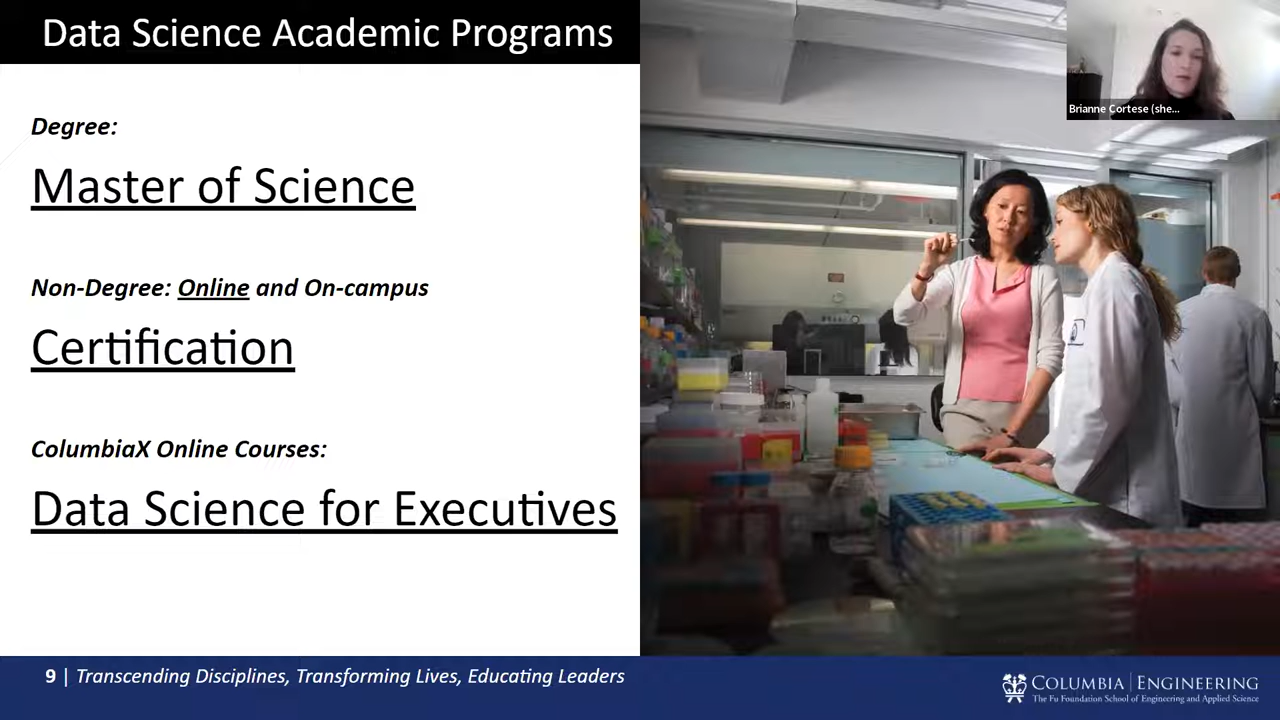 Data Science Academic Programs
Brianne Cortese (she...
Degree:
Master of Science
Non-Degree: Online and On-campus
Certification
ColumbiaX Online Courses:
Data Science for Executives
9 | Transcending Disciplines, Transforming Lives, Educating Leaders
COLUMBIA | ENGINEERING
The Fu Foundation School of Engineering and Applied Science